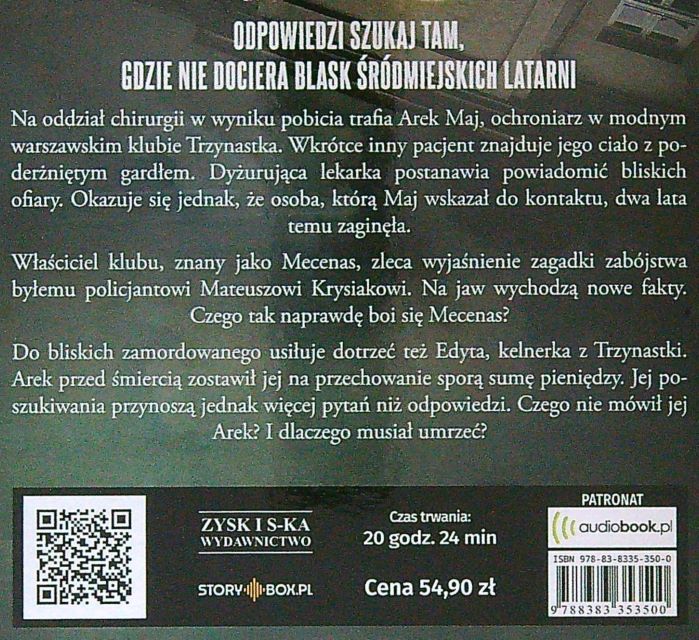 ODPOWIEDZI SZUKAJ TAM,
GDZIE NIE DOCIERA BLASK ŚRÓDMIEJSKICH LATARNI
Na oddział chirurgii w wyniku pobicia trafia Arek Maj, ochroniarz w modnym
warszawskim klubie Trzynastka. Wkrótce inny pacjent znajduje jego ciało z po-
derżniętym gardłem. Dyżurująca lekarka postanawia powiadomić bliskich
ofiary. Okazuje się jednak, że osoba, którą Maj wskazał do kontaktu, dwa lata
temu zaginęła.
Właściciel klubu, znany jako Mecenas, zleca wyjaśnienie zagadki zabójstwa
byłemu policjantowi Mateuszowi Krysiakowi. Na jaw wychodzą nowe fakty.
Czego tak naprawdę boi się Mecenas?
Do bliskich zamordowanego usiłuje dotrzeć też Edyta, kelnerka z Trzynastki.
Arek przed śmiercią zostawił jej na przechowanie sporą sumę pieniędzy. Jej po-
szukiwania przynoszą jednak więcej pytań niż odpowiedzi. Czego nie mówił jej
Arek? I dlaczego musiał umrzeć?
ZYSK I S-KA
WYDAWNICTWO
STORYBOX.PL
Czas trwania:
20 godz. 24 min
Cena 54,90 zł
PATRONAT
audiobook.pl
ISBN 978-83-8335-350-0
9 788383 353500